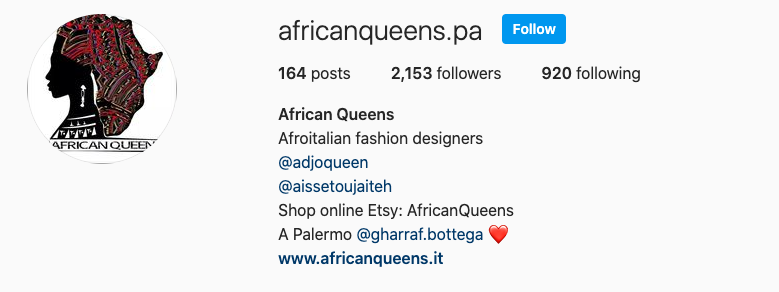 africanqueens.pa Follow
164 posts 2,153 followers 920 following
African Queens
Afroitalian fashion designers
@adjoqueen
@aissetoujaiteh
Shop online Etsy: AfricanQueens
A Palermo @gharraf.bottega ❤️
www.africanqueens.it
AFRICAN QUEENS